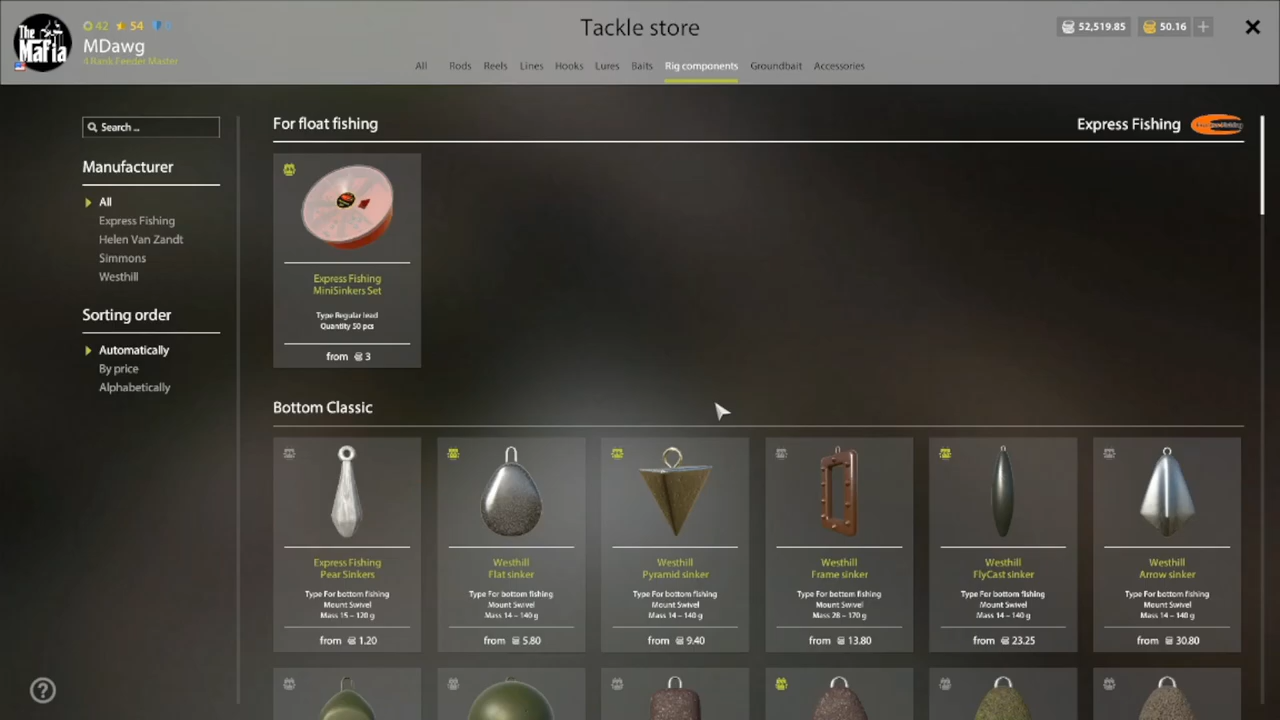 The
Mafia
42 54
MDawg
4 Rank Feeder Master
Tackle store
52,519.85 50.16 +
All Rods Reels Lines Hooks Lures Baits Rig components Groundbait Accessories
Search ...
Manufacturer
All
Express Fishing
Helen Van Zandt
Simmons
Westhill
Sorting order
Automatically
By price
Alphabetically
For float fishing
Express Fishing
Express Fishing
MiniSinkers Set
Type Regular lead
Quantity 50 pcs
from 3
Bottom Classic
Express Fishing
Pear Sinkers
Type For bottom fishing
Mount Swivel
Mass 15 – 120 g
from 1.20
Westhill
Flat sinker
Type For bottom fishing
Mount Swivel
Mass 14 – 140 g
from 5.80
Westhill
Pyramid sinker
Type For bottom fishing
Mount Swivel
Mass 14 – 140 g
from 9.40
Westhill
Frame sinker
Type For bottom fishing
Mount Swivel
Mass 28 – 170 g
from 13.80
Westhill
FlyCast sinker
Type For bottom fishing
Mount Swivel
Mass 14 – 140 g
from 23.25
Westhill
Arrow sinker
Type For bottom fishing
Mount Swivel
Mass 14 – 140 g
from 30.80
?